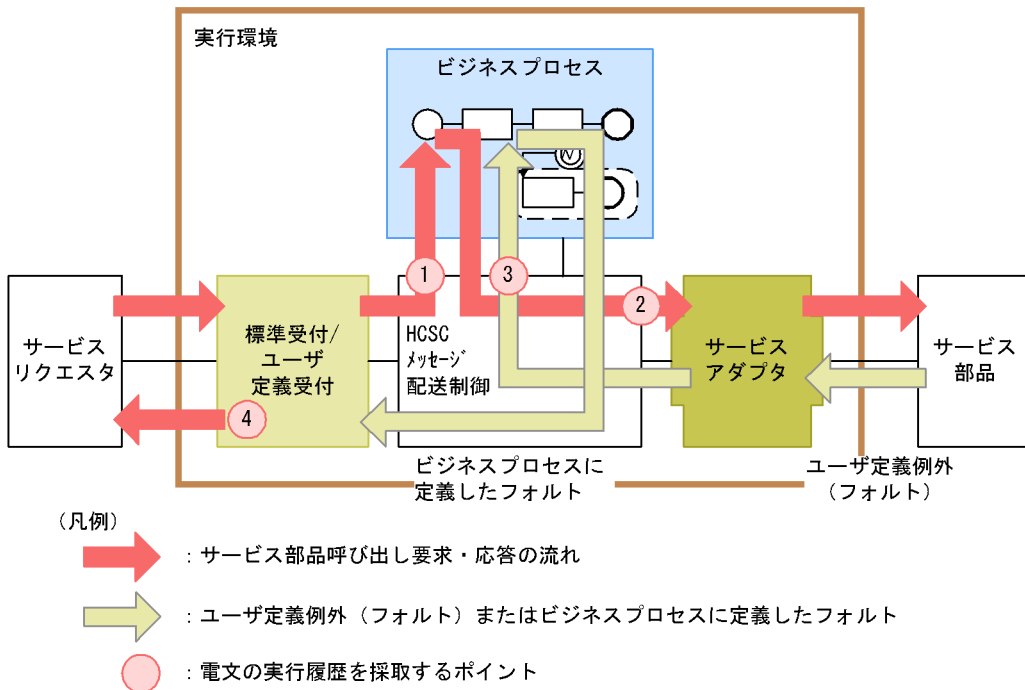 実行環境
ビジネスプロセス
1
3
2
サービス
リクエスタ
標準受付/
ユーザ
定義受付
HCSC
ﾒｯｾｰｼﾞ
配送制御
サービス
アダプタ
サービス
部品
4
ビジネスプロセスに
定義したフォルト
ユーザ定義例外
（フォルト）
（凡例）
：サービス部品呼び出し要求・応答の流れ
：ユーザ定義例外（フォルト）またはビジネスプロセスに定義したフォルト
：電文の実行履歴を採取するポイント